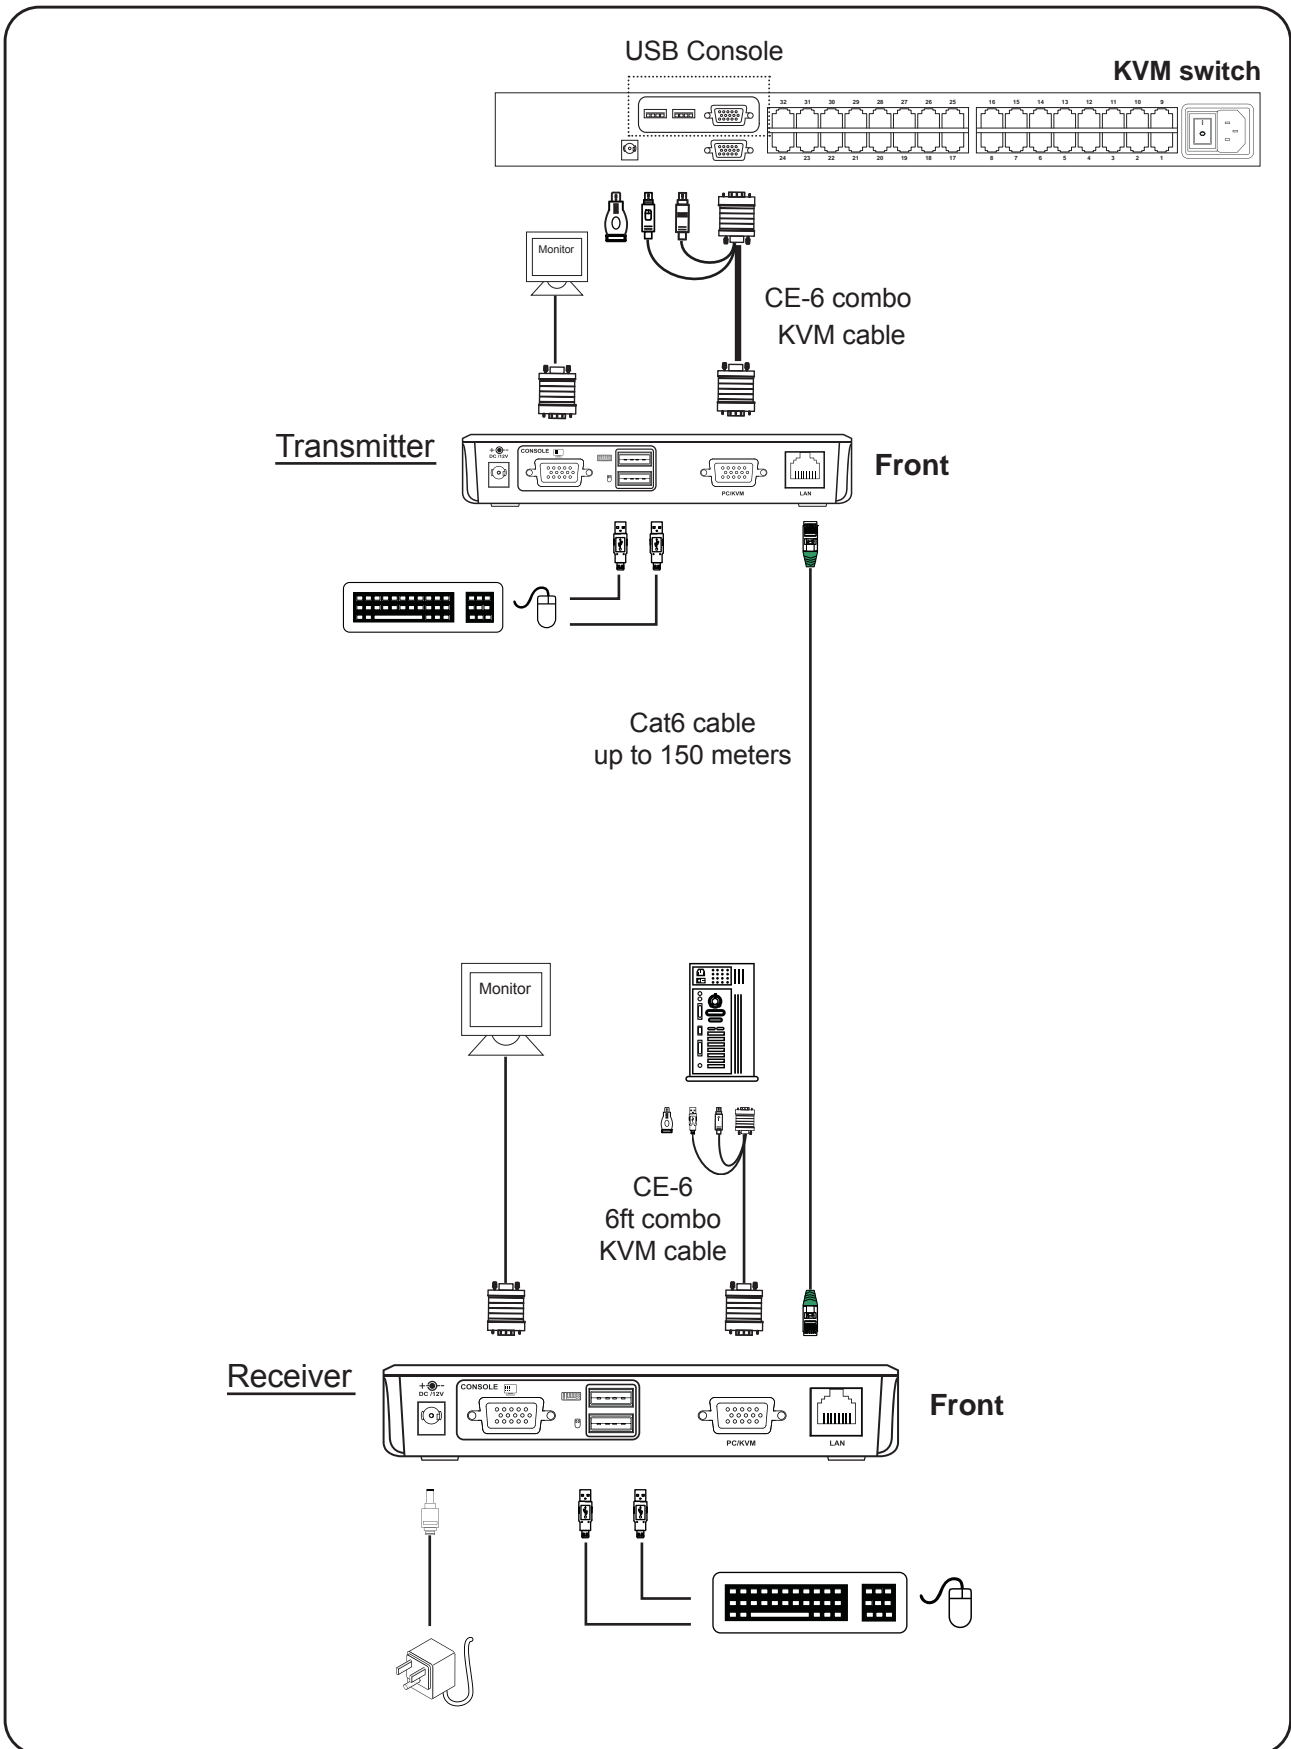 USB Console
KVM switch
32 31 30 29 28 27 26 25 16 15 14 13 12 11 10 9
24 23 22 21 20 19 18 17 8 7 6 5 4 3 2 1
Monitor
CE-6 combo
KVM cable
Transmitter
DC /12V
CONSOLE
PC/KVM
LAN
Front
Cat6 cable
up to 150 meters
Monitor
CE-6
6ft combo
KVM cable
Receiver
DC /12V
CONSOLE
PC/KVM
LAN
Front